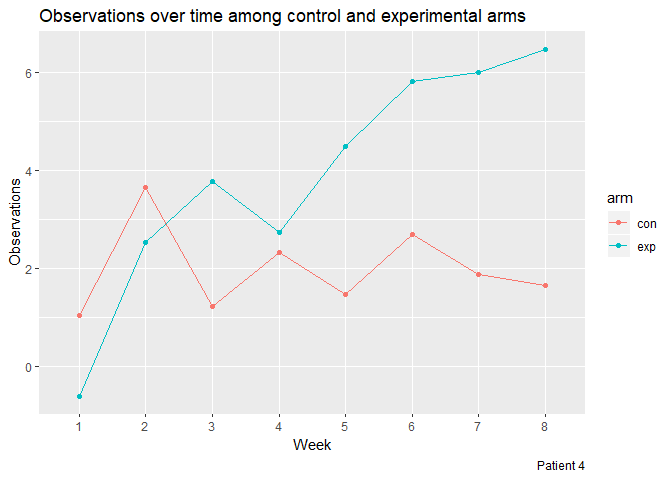 Observations over time among control and experimental arms
Observations
6
4
2
0
1 2 3 4 5 6 7 8
Week
arm
con
exp
Patient 4